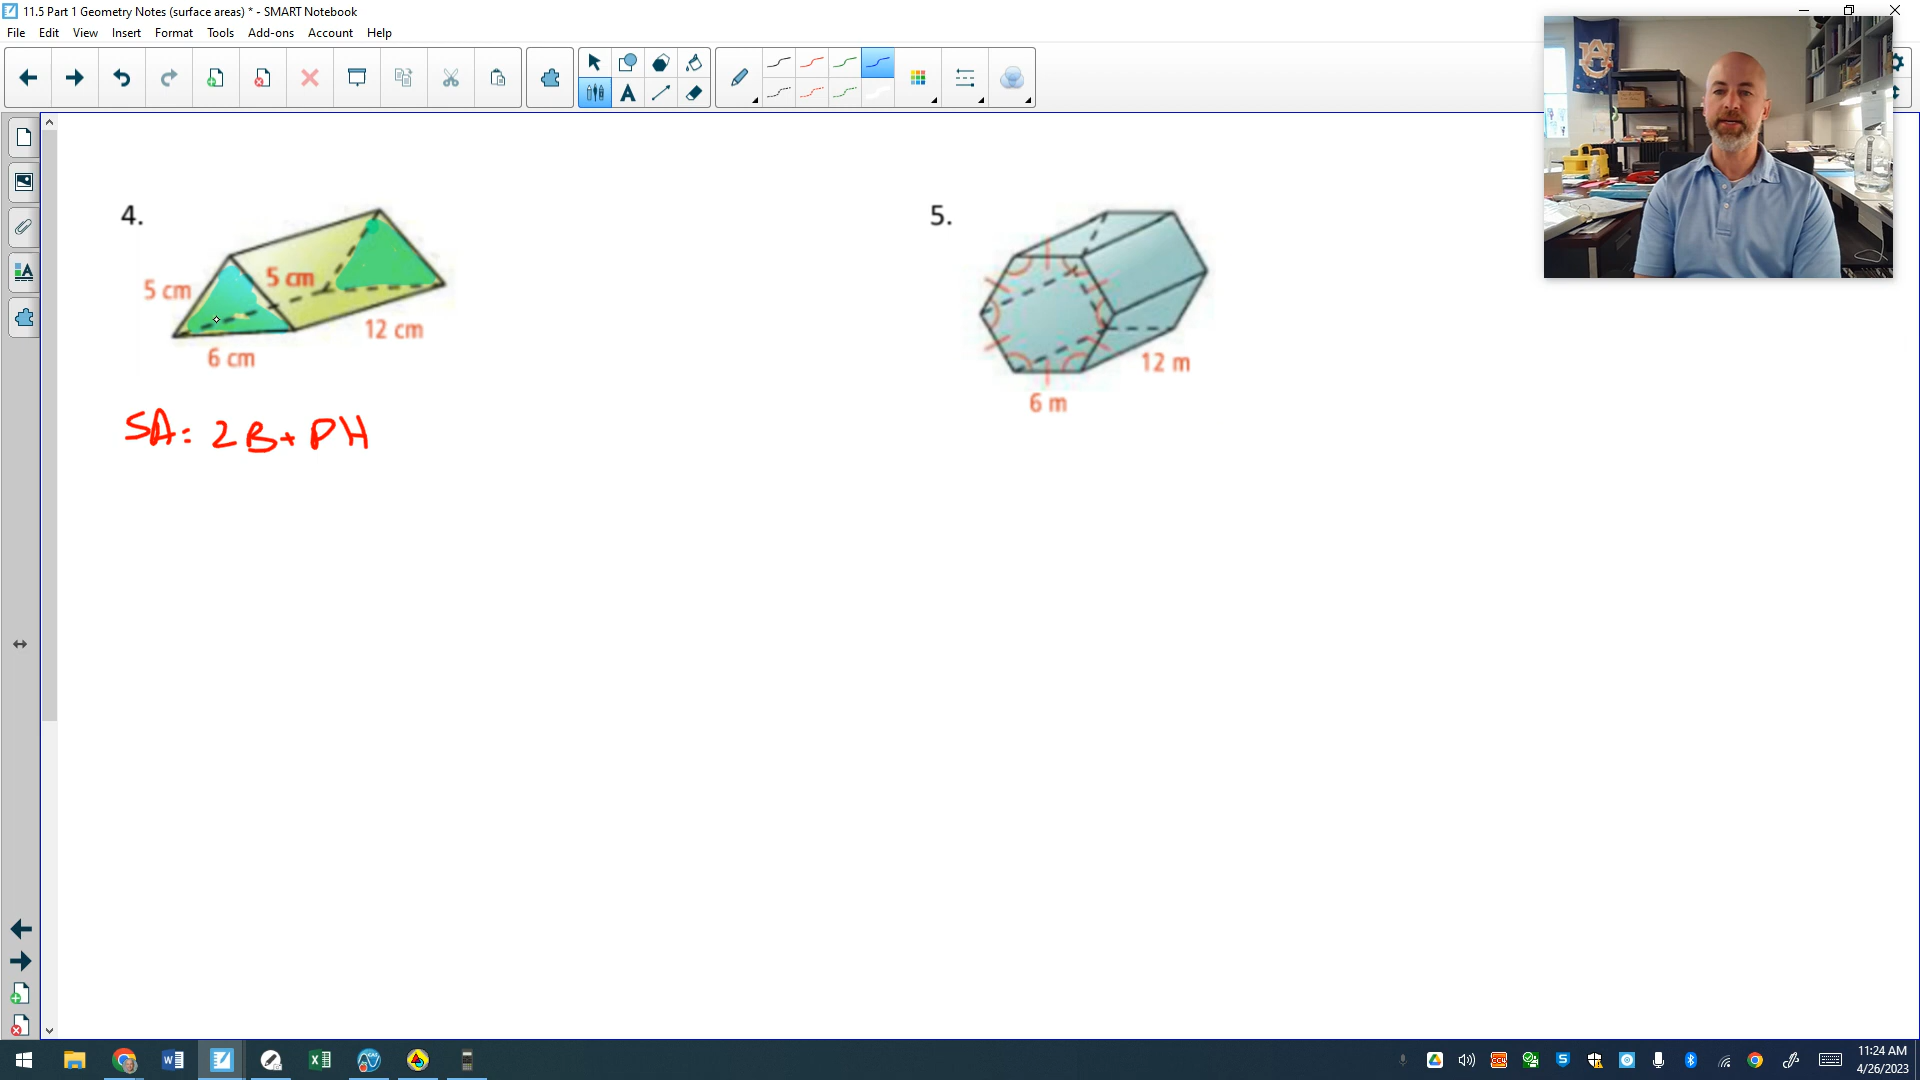 11.5 Part 1 Geometry Notes (surface areas) * - SMART Notebook
File Edit View Insert Format Tools Add-ons Account Help
4.
5 cm
5 cm
12 cm
6 cm
SA= 2B+ PH
5.
12 m
6 m
11:24 AM
4/26/2023